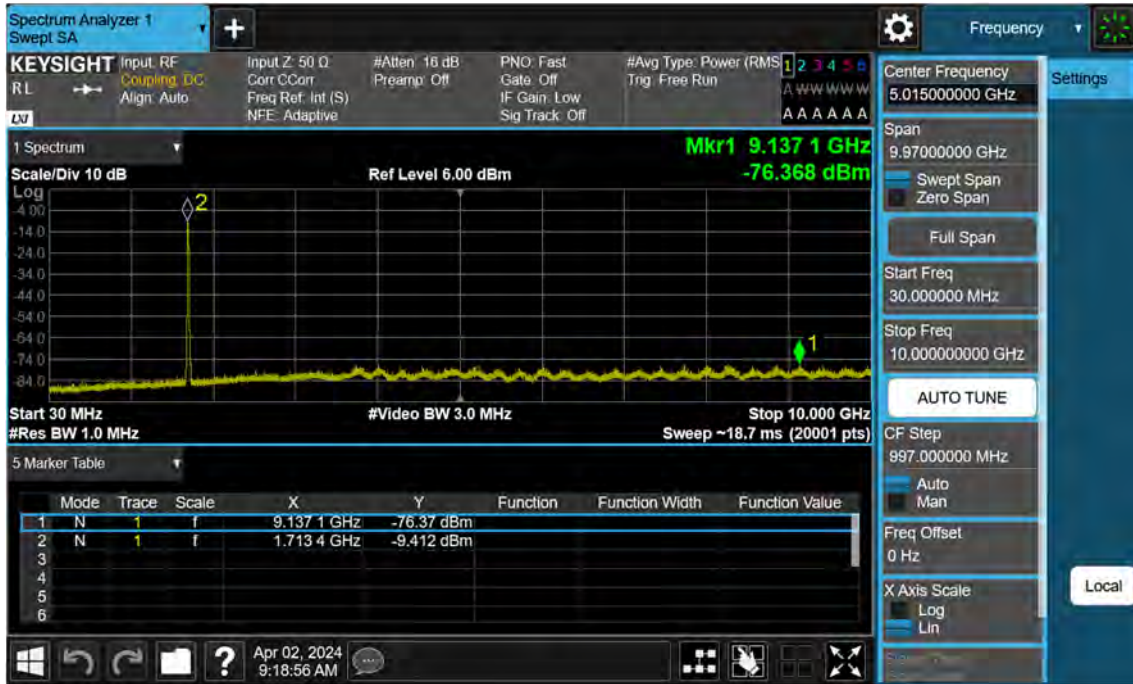 Spectrum Analyzer 1
Swept SA
+
Frequency
KEYSIGHT
RL
LXI
Input: RF
Coupling: DC
Align: Auto
Input Z: 50 Ω
Corr CCorr
Freq Ref: Int (S)
NFE: Adaptive
#Atten: 16 dB
Preamp: Off
PNO: Fast
Gate: Off
IF Gain: Low
Sig Track: Off
#Avg Type: Power (RMS
Trig: Free Run
1 2 3 4 5 6
A W W W W W
A A A A A A
Center Frequency
5.015000000 GHz
Settings
Span
9.97000000 GHz
Swept Span
Zero Span
Full Span
Start Freq
30.000000 MHz
Stop Freq
10.000000000 GHz
AUTO TUNE
CF Step
997.000000 MHz
Auto
Man
Freq Offset
0 Hz
X Axis Scale
Log
Lin
Local
1 Spectrum
Scale/Div 10 dB
Ref Level 6.00 dBm
Mkr1 9.137 1 GHz
-76.368 dBm
Log
-4.00
-14.0
-24.0
-34.0
-44.0
-54.0
-64.0
-74.0
-84.0
2
1
Start 30 MHz
#Res BW 1.0 MHz
#Video BW 3.0 MHz
Stop 10.000 GHz
Sweep ~18.7 ms (20001 pts)
5 Marker Table
Mode Trace Scale X Y Function Function Width Function Value
1 N 1 f 9.137 1 GHz -76.37 dBm
2 N 1 f 1.713 4 GHz -9.412 dBm
3
4
5
6
?
Apr 02, 2024
9:18:56 AM